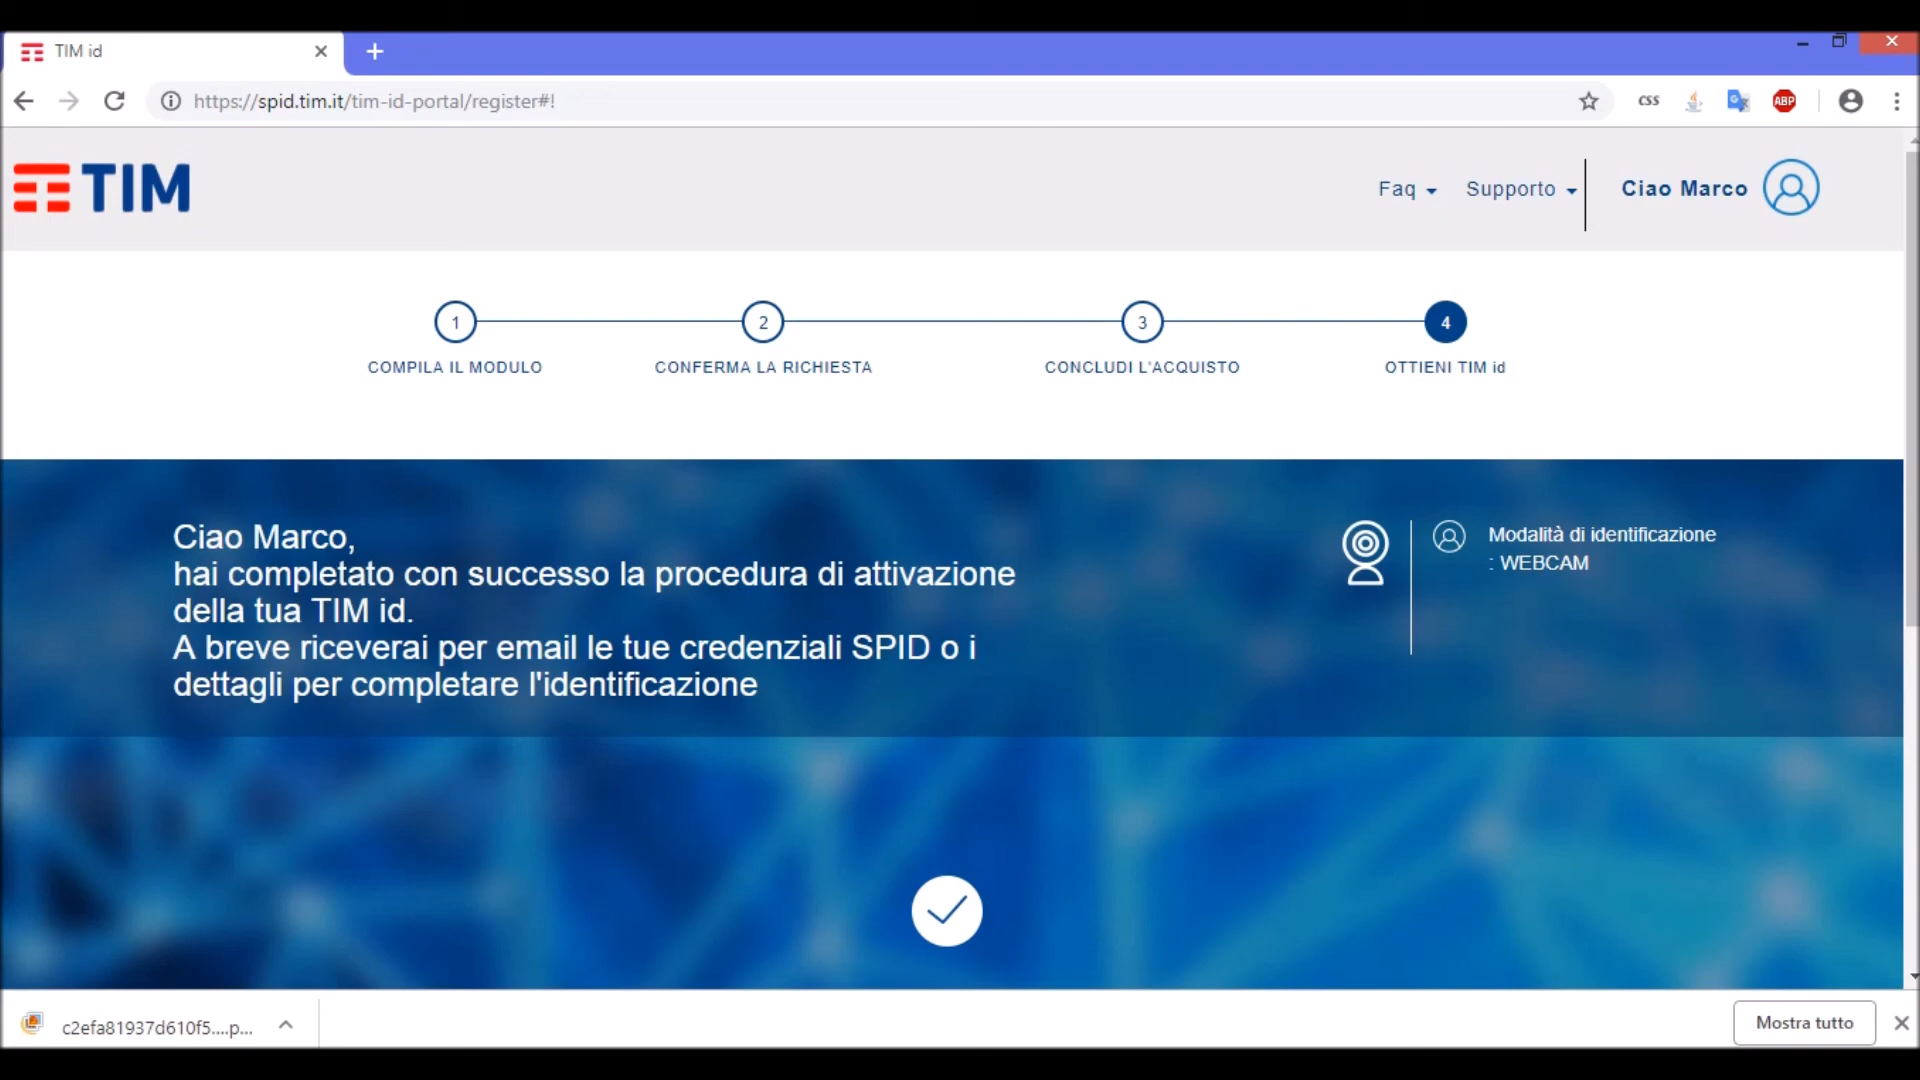 TIM id
https://spid.tim.it/tim-id-portal/register#!
CSS
ABP
TIM
Faq
Supporto
Ciao Marco
1
2
3
4
COMPILA IL MODULO
CONFERMA LA RICHIESTA
CONCLUDI L'ACQUISTO
OTTIENI TIM id
Ciao Marco,
hai completato con successo la procedura di attivazione
della tua TIM id.
A breve riceverai per email le tue credenziali SPID o i
dettagli per completare l'identificazione
Modalità di identificazione
: WEBCAM
c2efa81937d610f5....p...
Mostra tutto